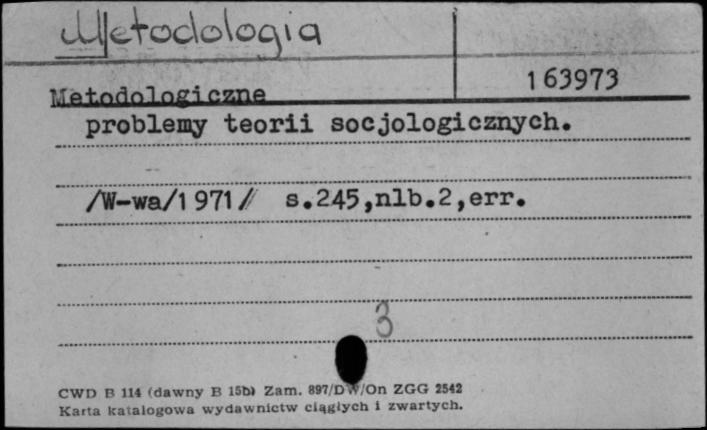 Metodologia
163973
Metodologiczne
problemy teorii socjologicznych.
/W-wa/1971// s.245,nlb.2,err.
3
CWD B 114 (dawny B 15b) Zam. 897/DW/On ZGG 2542
Karta katalogowa wydawnictw ciągłych i zwartych.